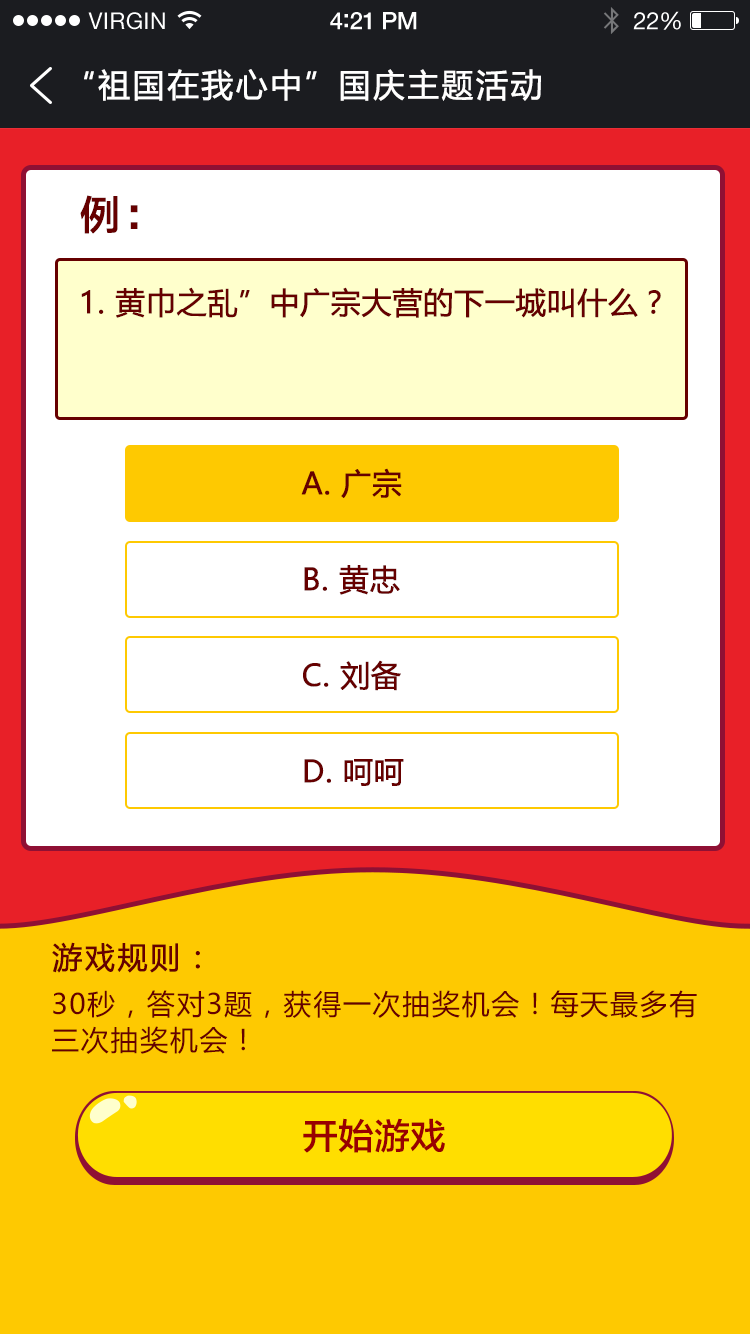 VIRGIN 4:21 PM 22%
“祖国在我心中”国庆主题活动
例：
1. 黄巾之乱”中广宗大营的下一城叫什么？
A. 广宗
B. 黄忠
C. 刘备
D. 呵呵
游戏规则：
30秒，答对3题，获得一次抽奖机会！每天最多有
三次抽奖机会！
开始游戏